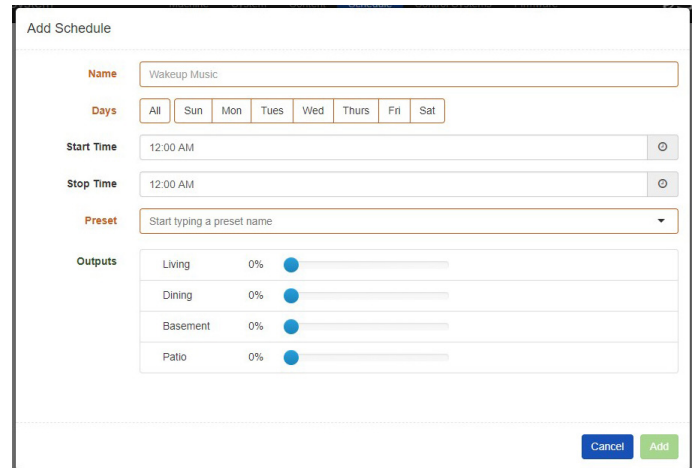 Add Schedule
Name Wakeup Music
Days All Sun Mon Tues Wed Thurs Fri Sat
Start Time 12:00 AM
Stop Time 12:00 AM
Preset Start typing a preset name
Outputs Living 0%
Dining 0%
Basement 0%
Patio 0%
Cancel Add